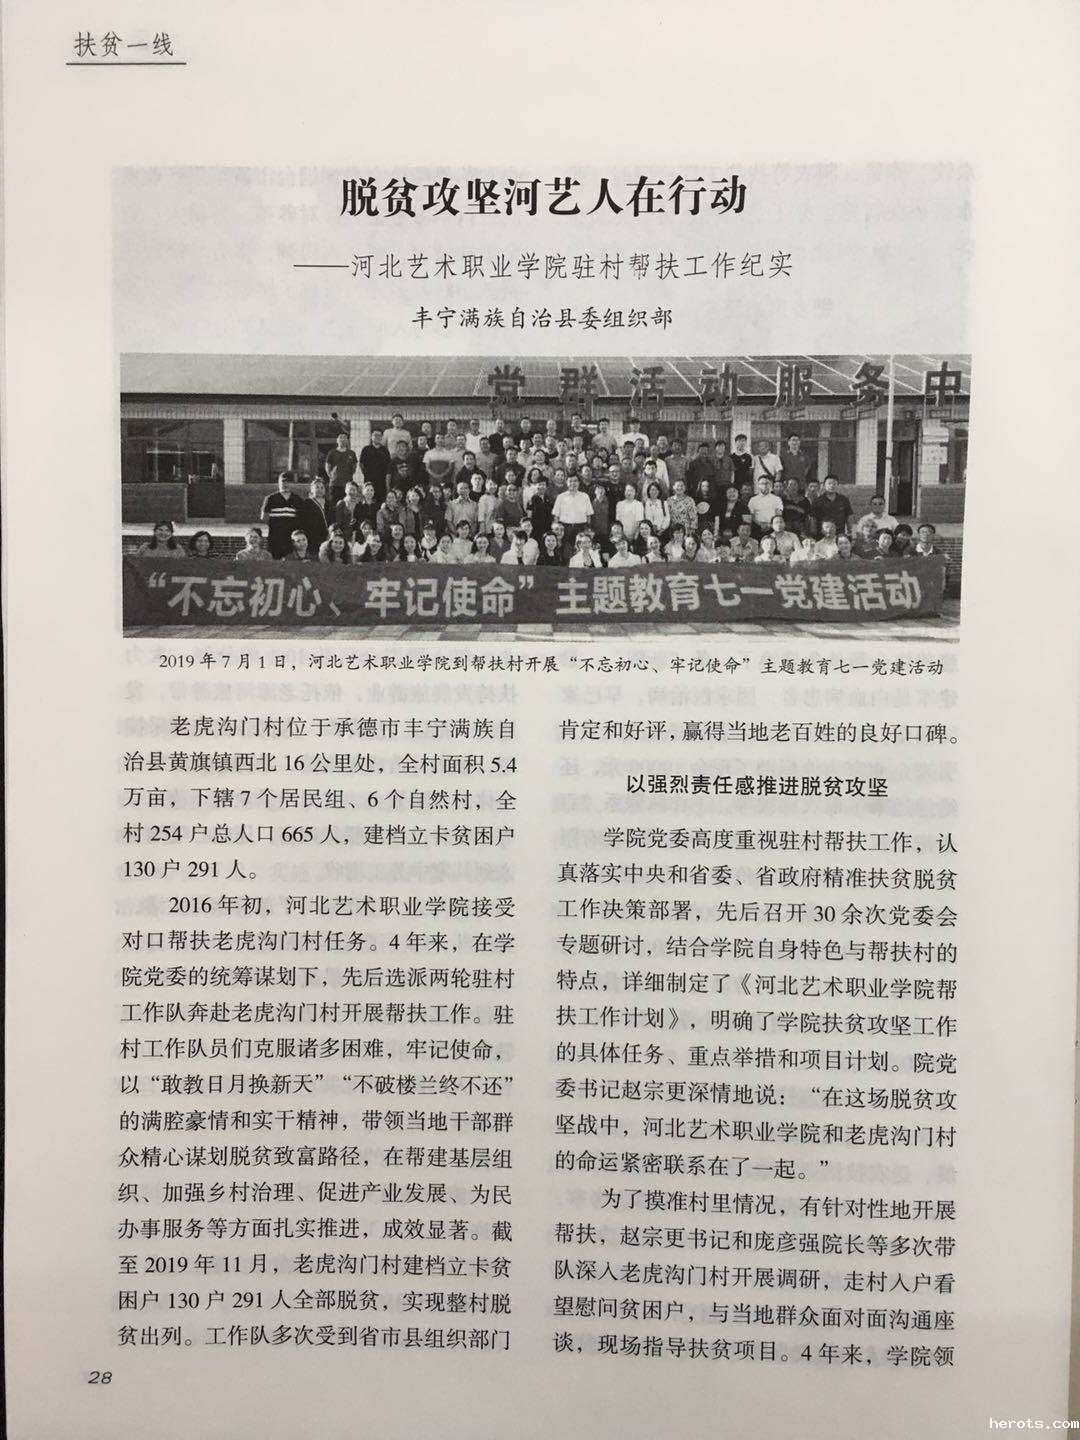 扶贫一线
脱贫攻坚河艺人在行动
——河北艺术职业学院驻村帮扶工作纪实
丰宁满族自治县委组织部
党群活动服务中
“不忘初心、牢记使命”主题教育七一党建活动
2019年7月1日，河北艺术职业学院到帮扶村开展“不忘初心、牢记使命”主题教育七一党建活动
老虎沟门村位于承德市丰宁满族自
治县黄旗镇西北16公里处，全村面积5.4
万亩，下辖7个居民组、6个自然村，全
村254户总人口665人，建档立卡贫困户
130户291人。
2016年初，河北艺术职业学院接受
对口帮扶老虎沟门村任务。4年来，在学
院党委的统筹谋划下，先后选派两轮驻村
工作队奔赴老虎沟门村开展帮扶工作。驻
村工作队员们克服诸多困难，牢记使命，
以“敢教日月换新天”“不破楼兰终不还”
的满腔豪情和实干精神，带领当地干部群
众精心谋划脱贫致富路径，在帮建基层组
织、加强乡村治理、促进产业发展、为民
办事服务等方面扎实推进，成效显著。截
至2019年11月，老虎沟门村建档立卡贫
困户130户291人全部脱贫，实现整村脱
贫出列。工作队多次受到省市县组织部门
肯定和好评，赢得当地老百姓的良好口碑。
以强烈责任感推进脱贫攻坚
学院党委高度重视驻村帮扶工作，认
真落实中央和省委、省政府精准扶贫脱贫
工作决策部署，先后召开30余次党委会
专题研讨，结合学院自身特色与帮扶村的
特点，详细制定了《河北艺术职业学院帮
扶工作计划》，明确了学院扶贫攻坚工作
的具体任务、重点举措和项目计划。院党
委书记赵宗更深情地说：“在这场脱贫攻
坚战中，河北艺术职业学院和老虎沟门村
的命运紧密联系在了一起。”
为了摸准村里情况，有针对性地开展
帮扶，赵宗更书记和庞彦强院长等多次带
队深入老虎沟门村开展调研，走村入户看
望慰问贫困户，与当地群众面对面沟通座
谈，现场指导扶贫项目。4年来，学院领
28
herots.com